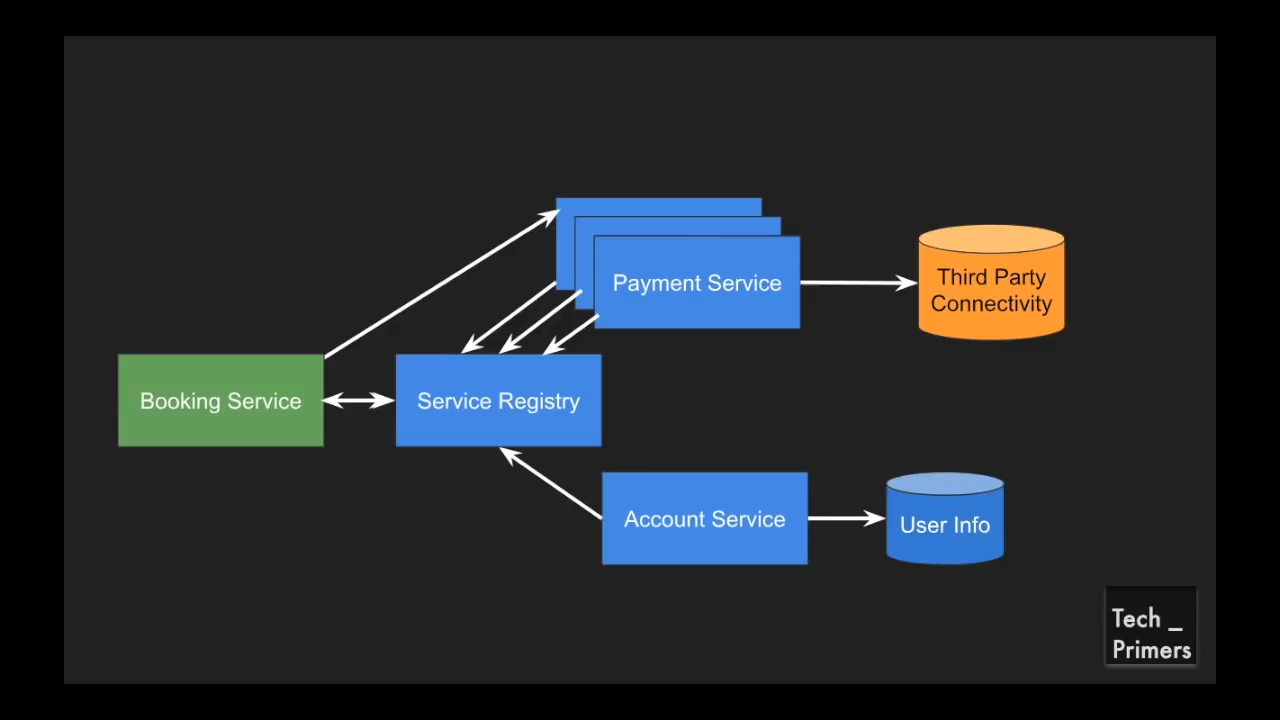 Payment Service
Third Party
Connectivity
Booking Service
Service Registry
Account Service
User Info
Tech _
Primers